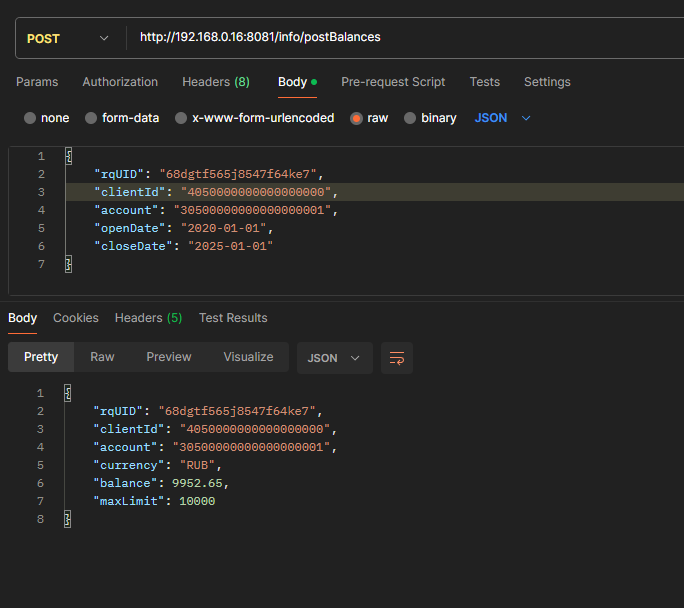 POST http://192.168.0.16:8081/info/postBalances
Params Authorization Headers (8) Body Pre-request Script Tests Settings
none form-data x-www-form-urlencoded raw binary JSON
1 {
2 "rqUID": "68dgtf565j8547f64ke7",
3 "clientId": "4050000000000000000",
4 "account": "30500000000000000001",
5 "openDate": "2020-01-01",
6 "closeDate": "2025-01-01"
7 }
Body Cookies Headers (5) Test Results
Pretty Raw Preview Visualize JSON
1 {
2 "rqUID": "68dgtf565j8547f64ke7",
3 "clientId": "4050000000000000000",
4 "account": "30500000000000000001",
5 "currency": "RUB",
6 "balance": 9952.65,
7 "maxLimit": 10000
8 }